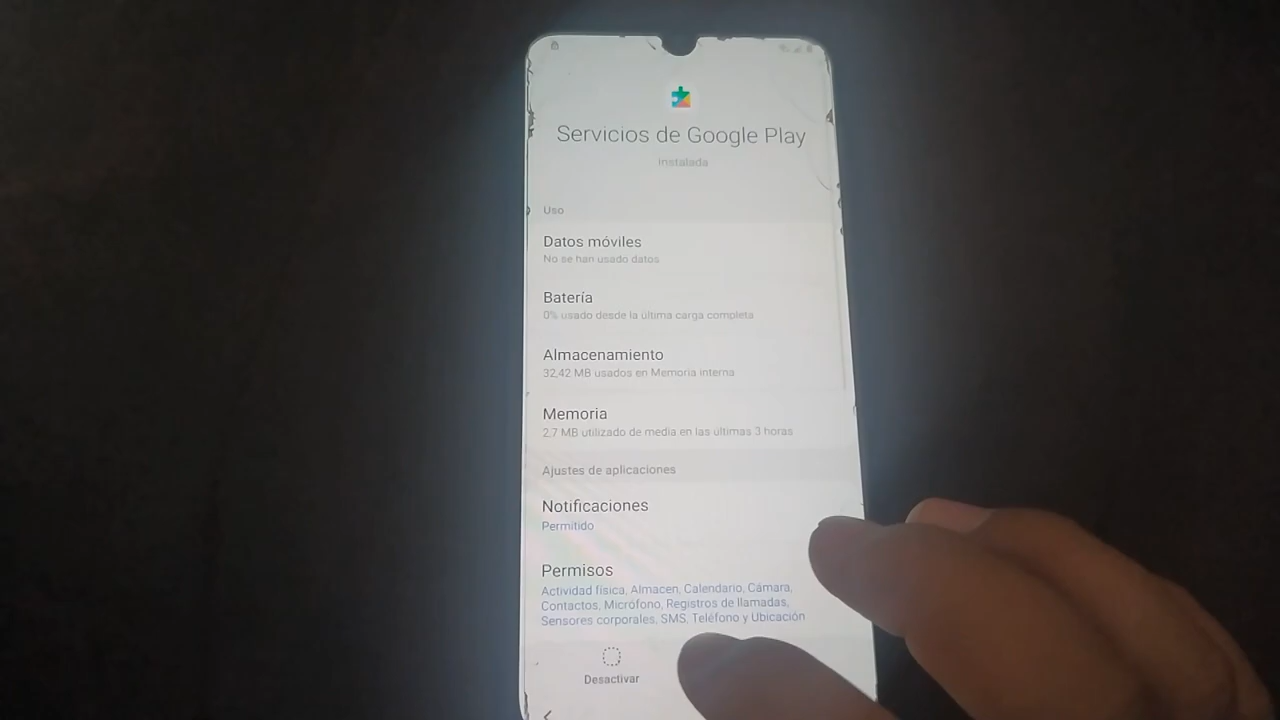 Servicios de Google Play
Instalada
Uso
Datos móviles
No se han usado datos
Batería
0% usado desde la última carga completa
Almacenamiento
32,42 MB usados en Memoria interna
Memoria
2,7 MB utilizado de media en las últimas 3 horas
Ajustes de aplicaciones
Notificaciones
Permitido
Permisos
Actividad física, Almacen, Calendario, Cámara,
Contactos, Micrófono, Registros de llamadas,
Sensores corporales, SMS, Teléfono y Ubicación
Desactivar